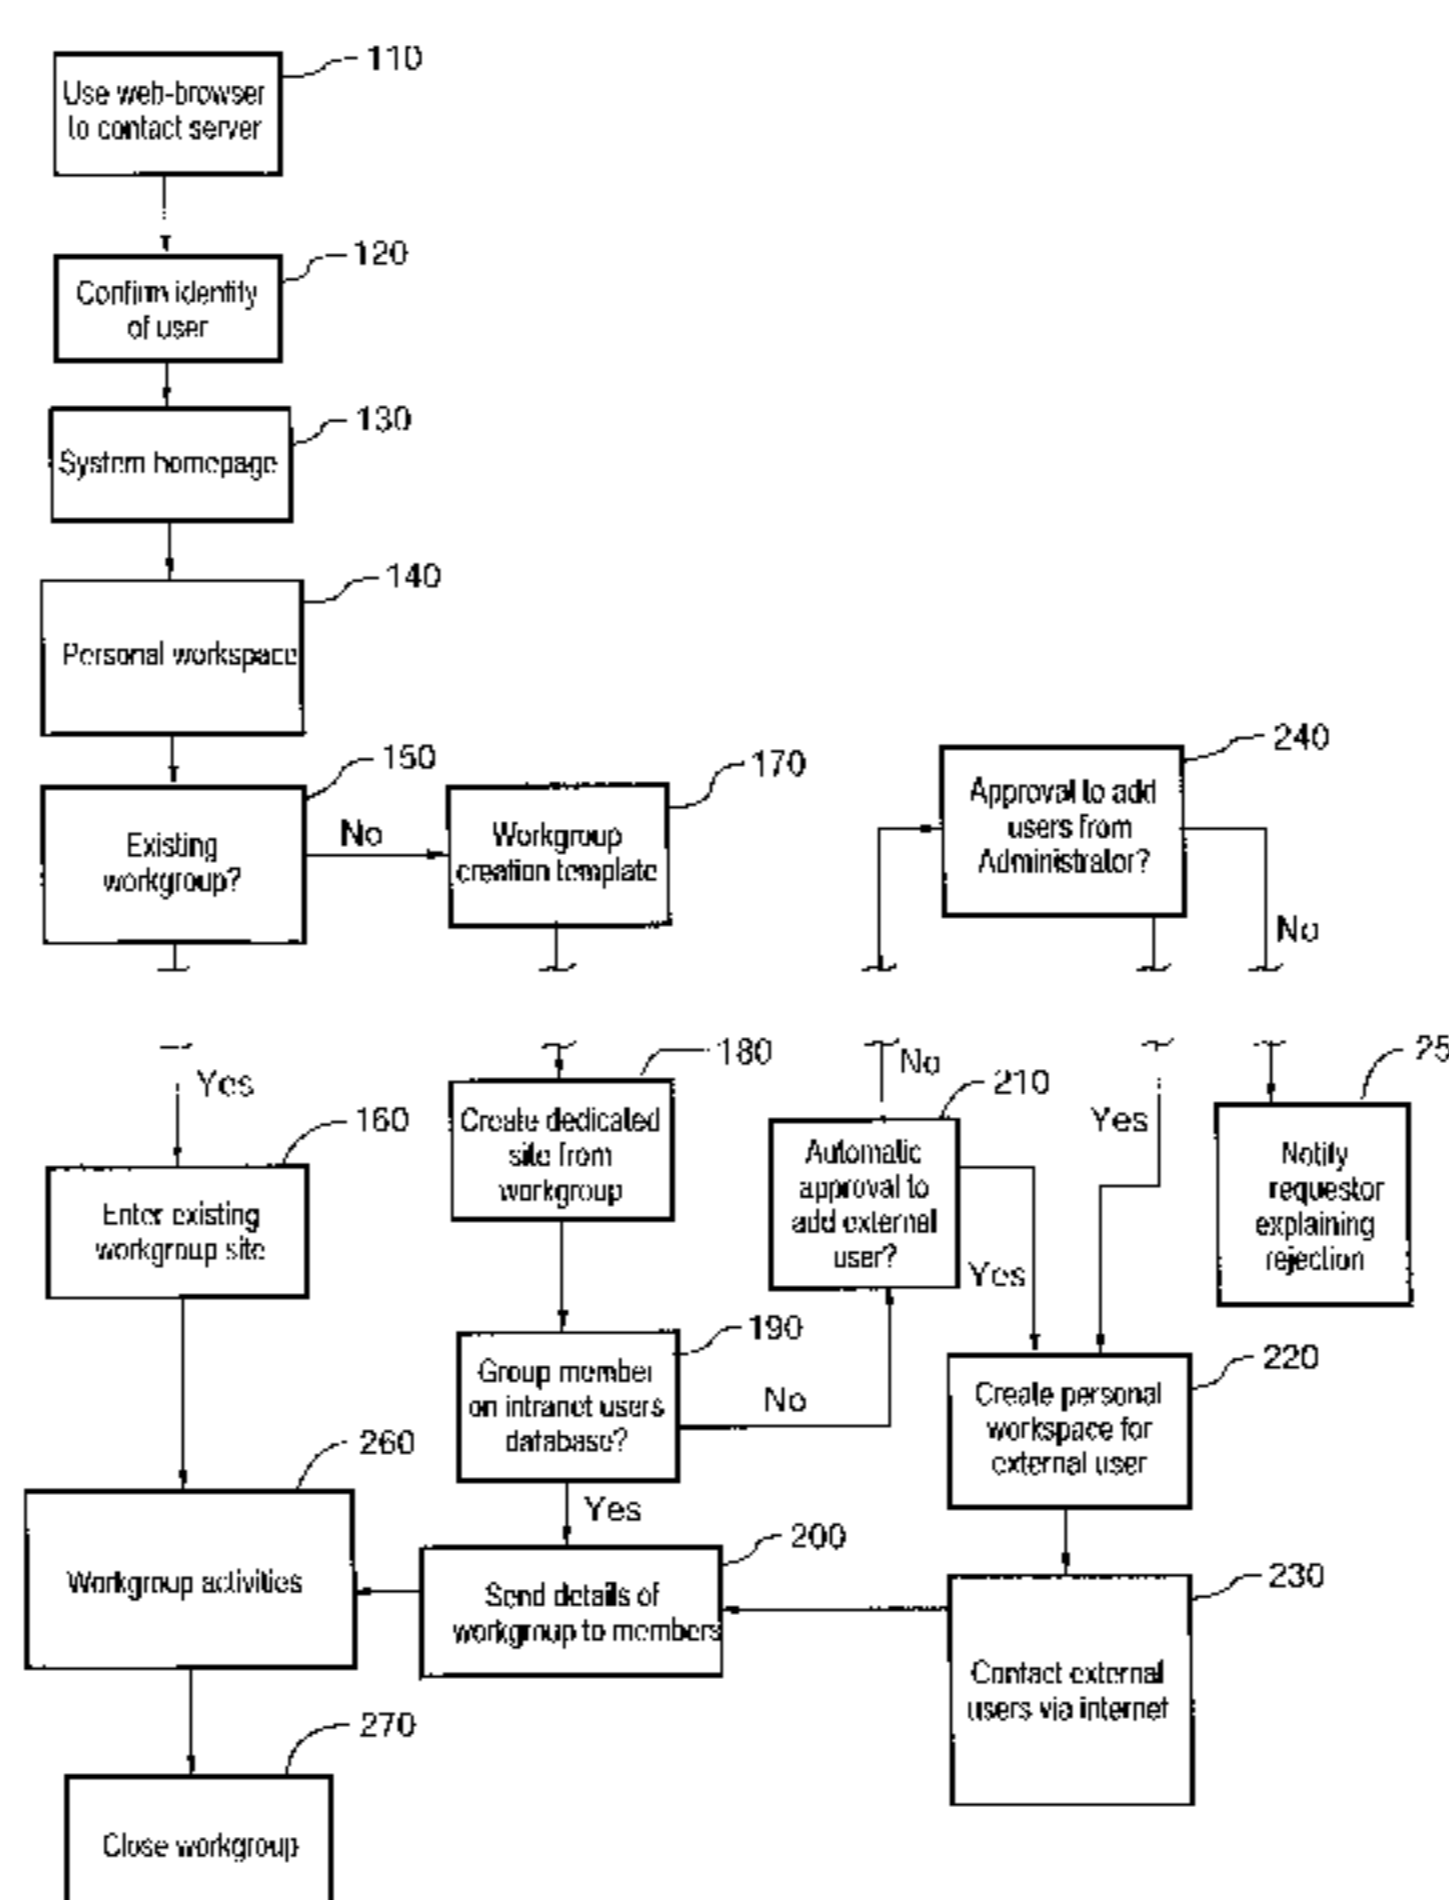 110
Use web-browser
to contact server
120
Confirm identity
of user
130
System homepage
140
Personal workspace
150
Existing
workgroup?
No
170
Workgroup
creation template
240
Approval to add
users from
Administrator?
No
Yes
160
Enter existing
workgroup site
180
Create dedicated
site from
workgroup
No
210
Automatic
approval to
add external
user?
Yes
Yes
25
Notify
requestor
explaining
rejection
190
Group member
on intranet users
database?
No
Yes
220
Create personal
workspace for
external user
260
Workgroup activities
200
Send details of
workgroup to members
230
Contact external
users via internet
270
Close workgroup